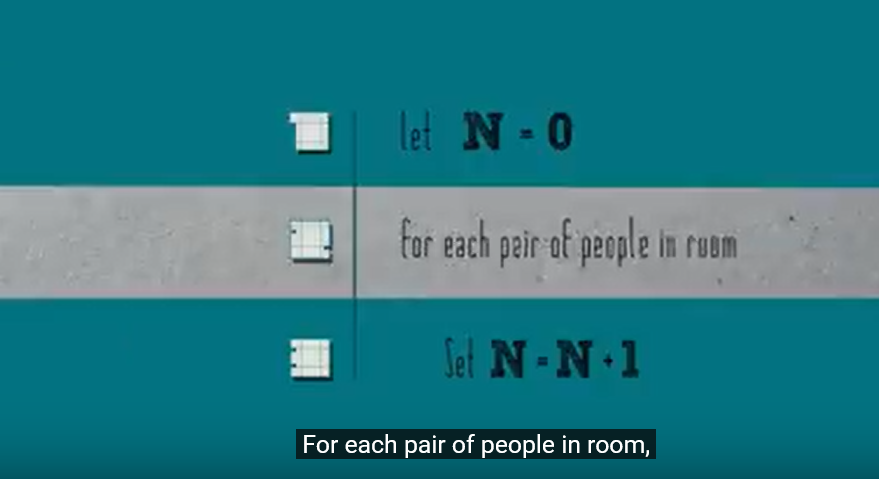 let N = 0
for each pair of people in room
Set N = N + 1
For each pair of people in room,